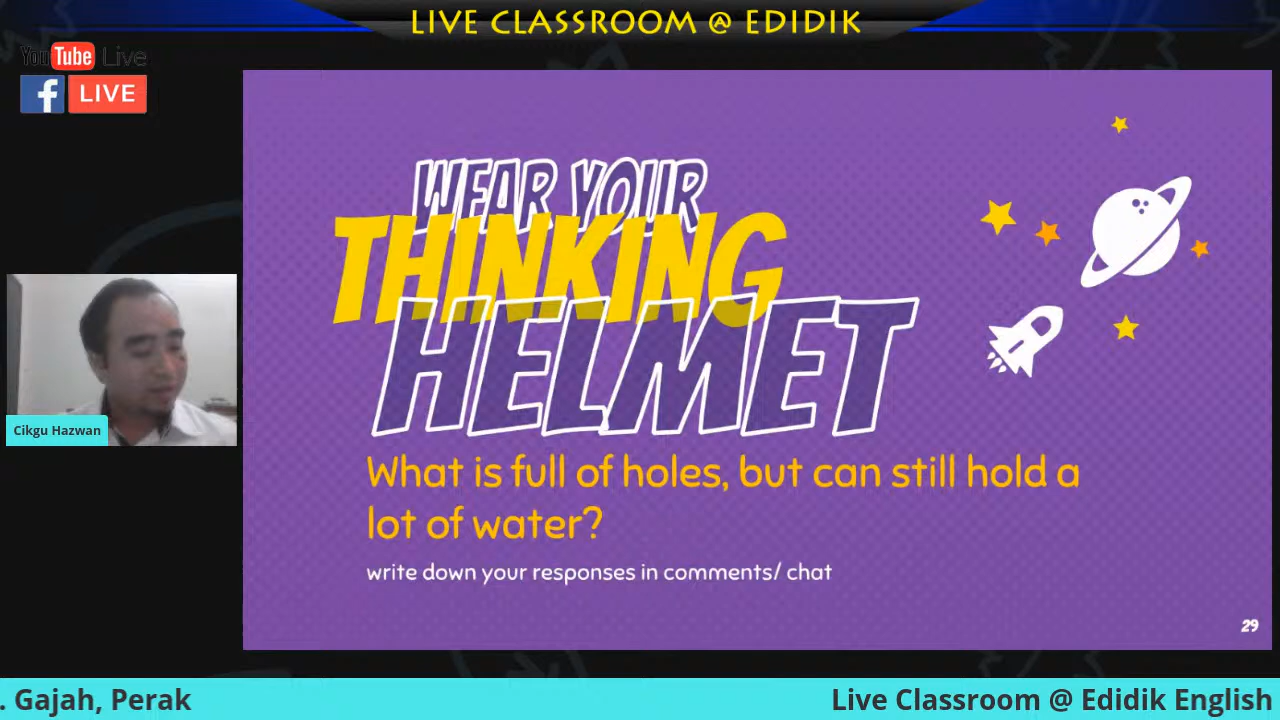 LIVE CLASSROOM @ EDIDIK
YouTube Live
f LIVE
WEAR YOUR
THINKING
HELMET
What is full of holes, but can still hold a
lot of water?
write down your responses in comments/ chat
Cikgu Hazwan
29
. Gajah, Perak
Live Classroom @ Edidik English